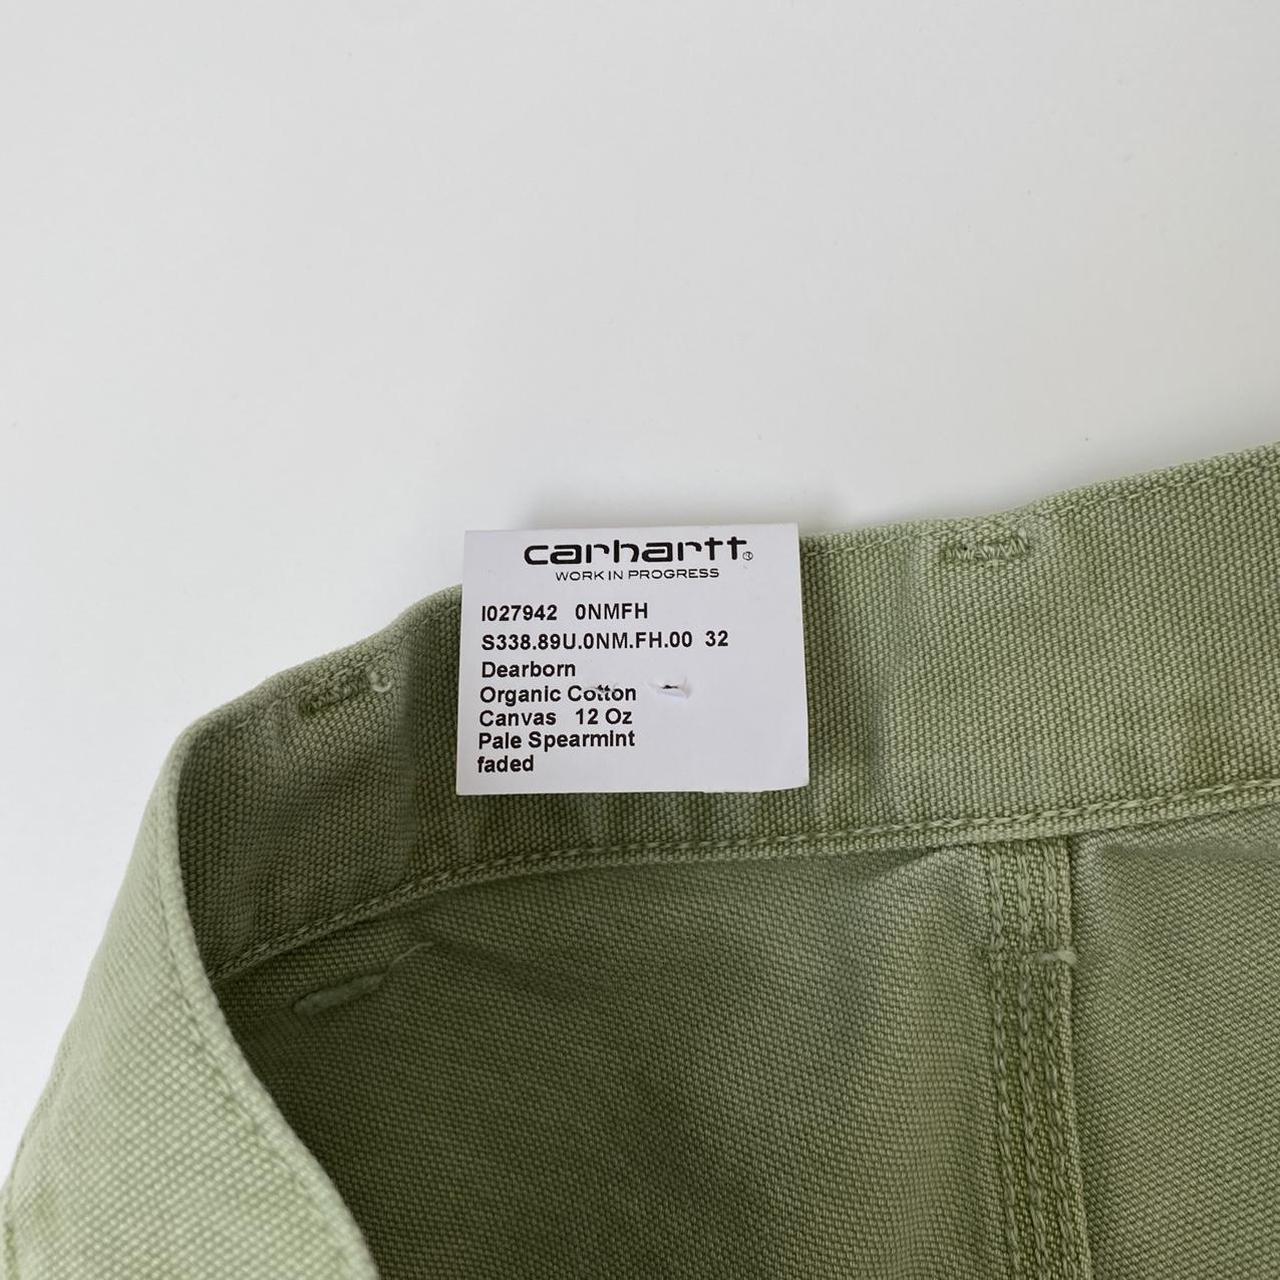 carhartt®
WORK IN PROGRESS
I027942 0NMFH
S338.89U.0NM.FH.00 32
Dearborn
Organic Cotton
Canvas 12 Oz
Pale Spearmint
faded